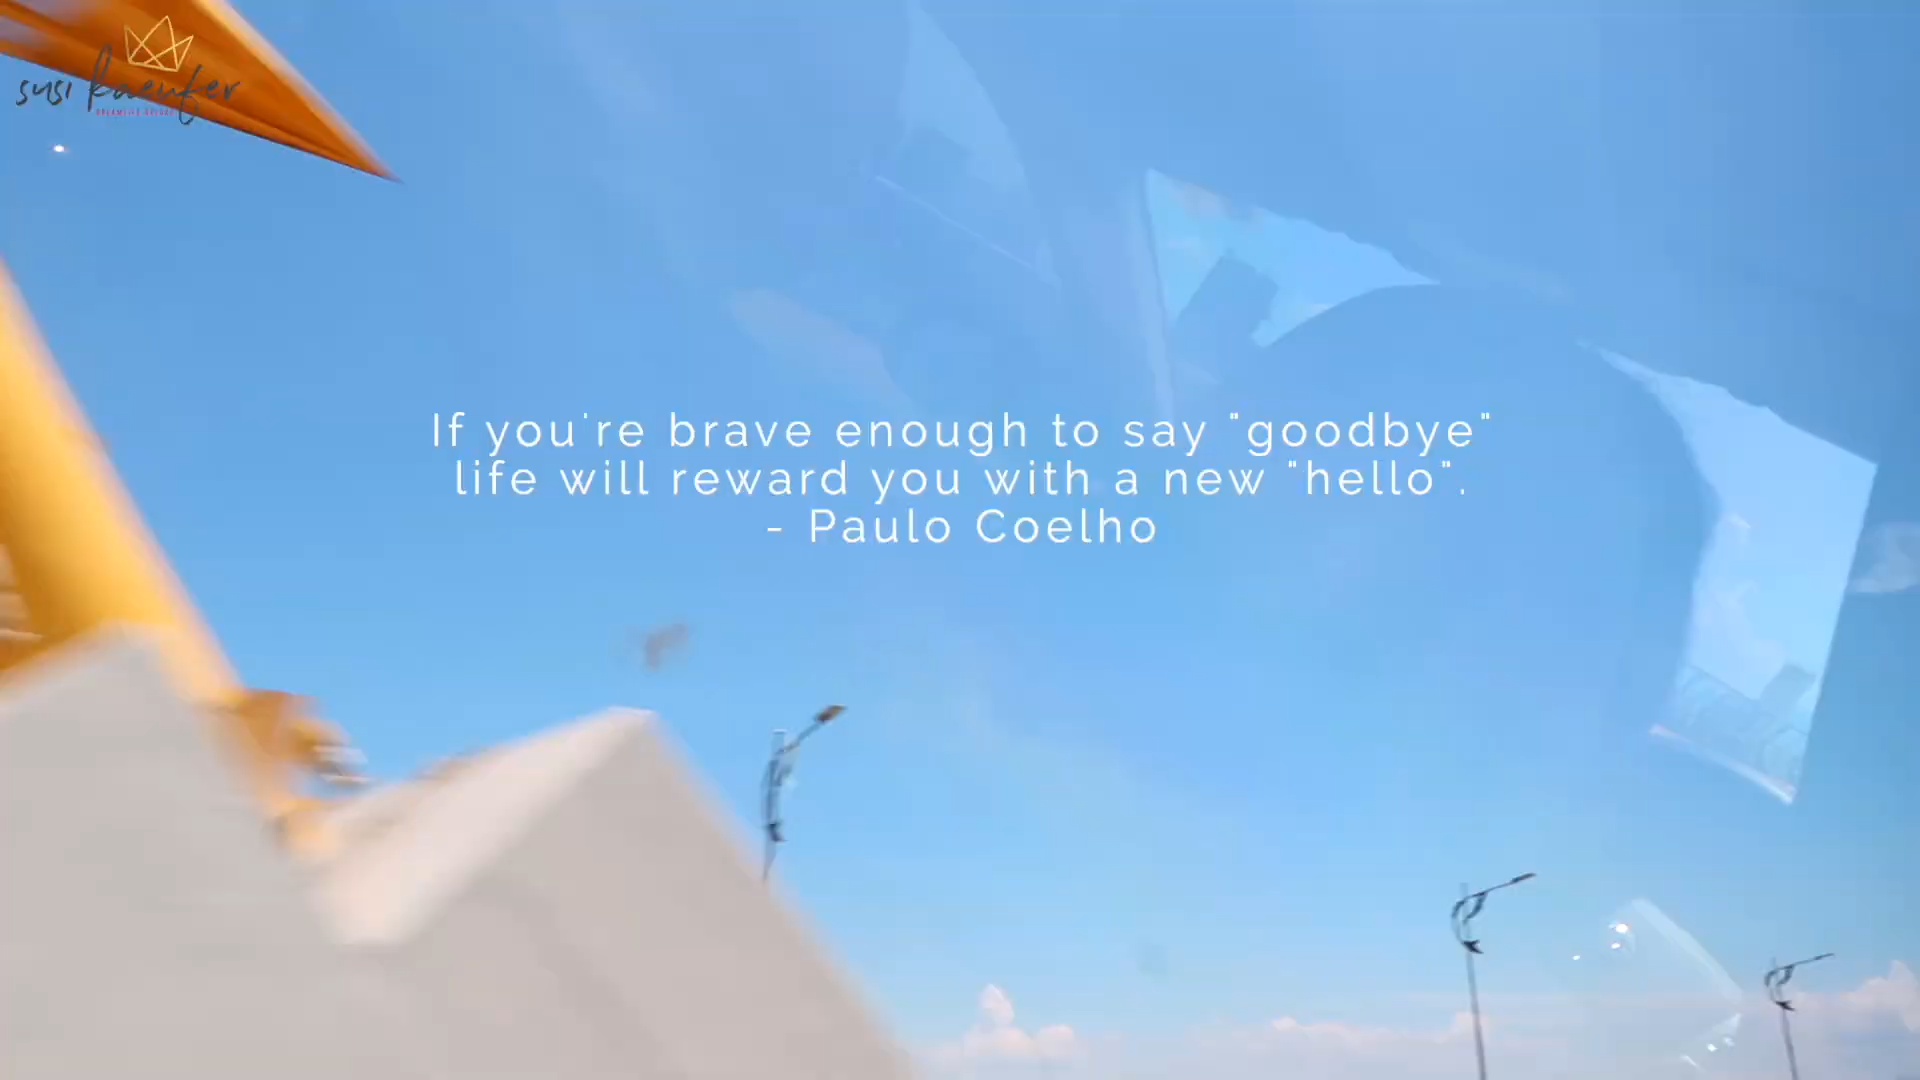 susi kaeufer
If you're brave enough to say "goodbye"
life will reward you with a new "hello".
- Paulo Coelho